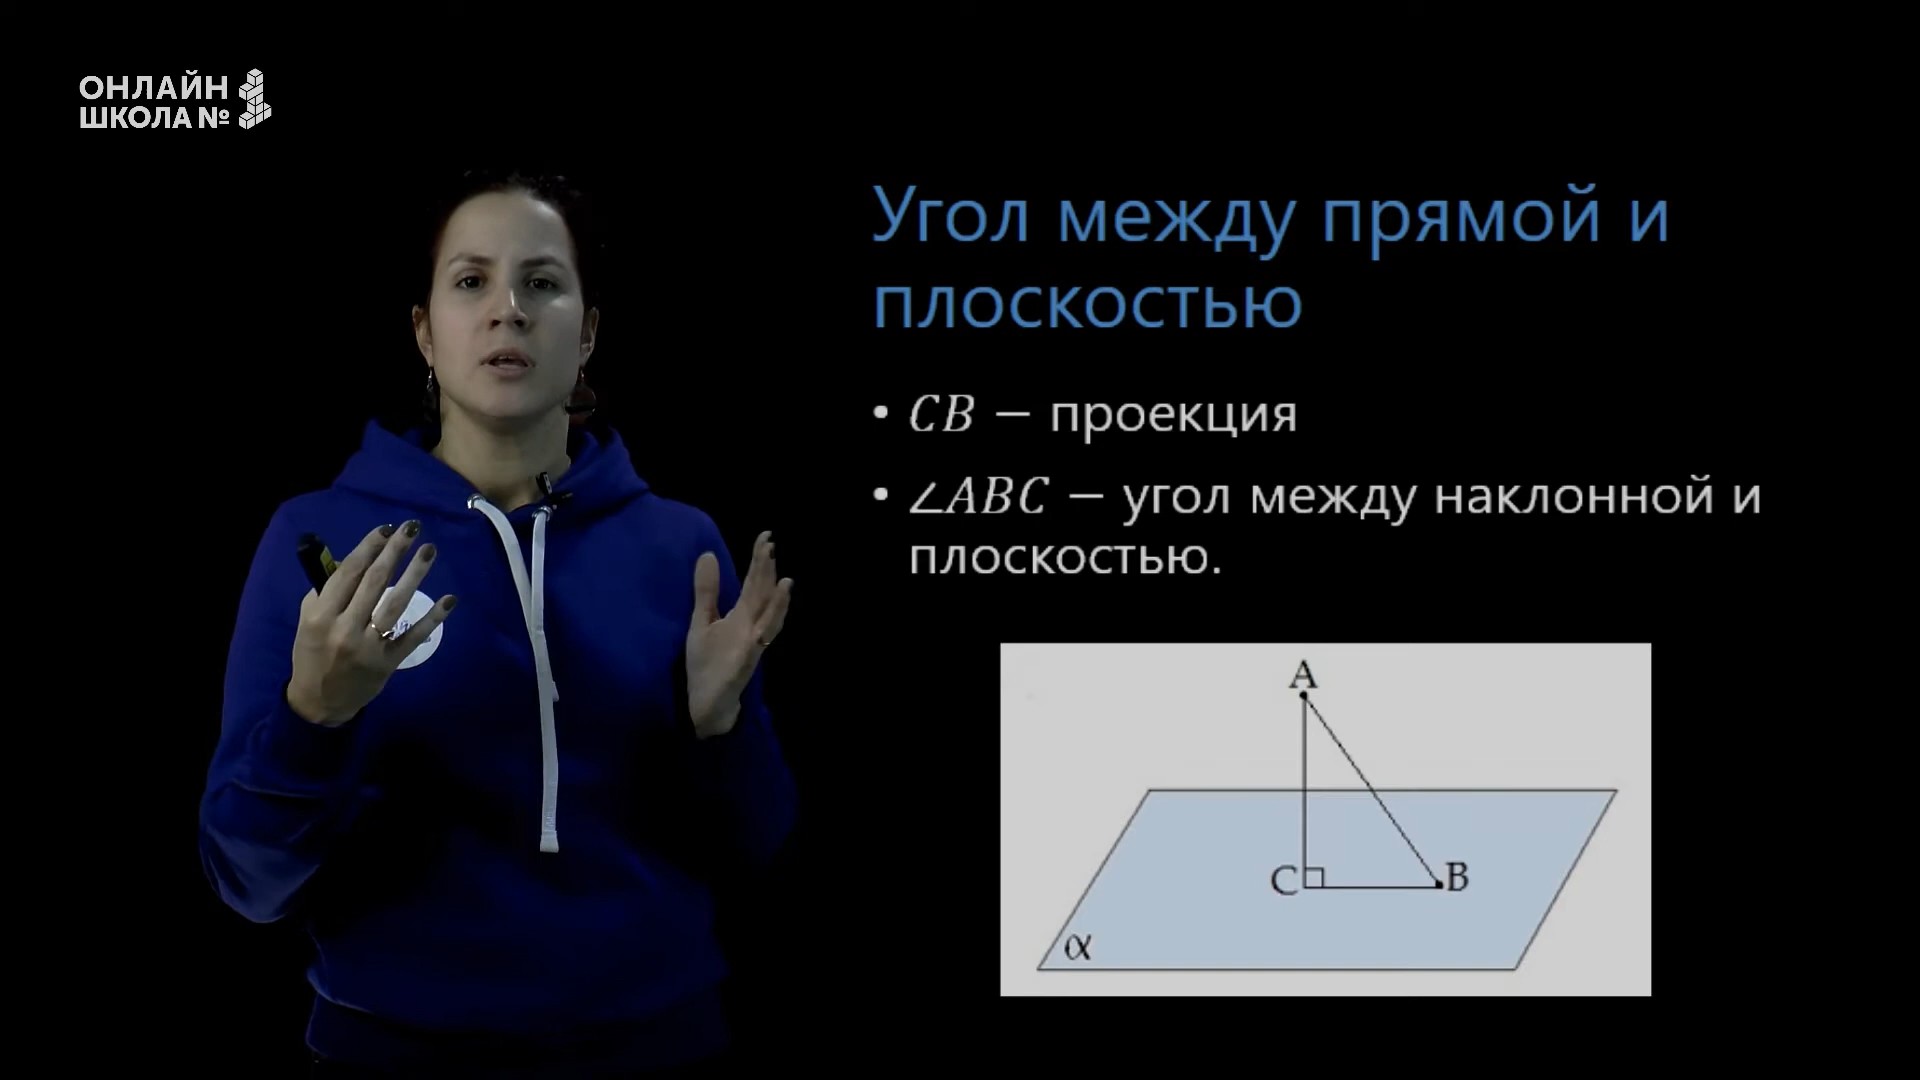 ОНЛАЙН
ШКОЛА №
Угол между прямой и
плоскостью
• CB — проекция
• ∠ABC — угол между наклонной и
плоскостью.
A
C
B
α